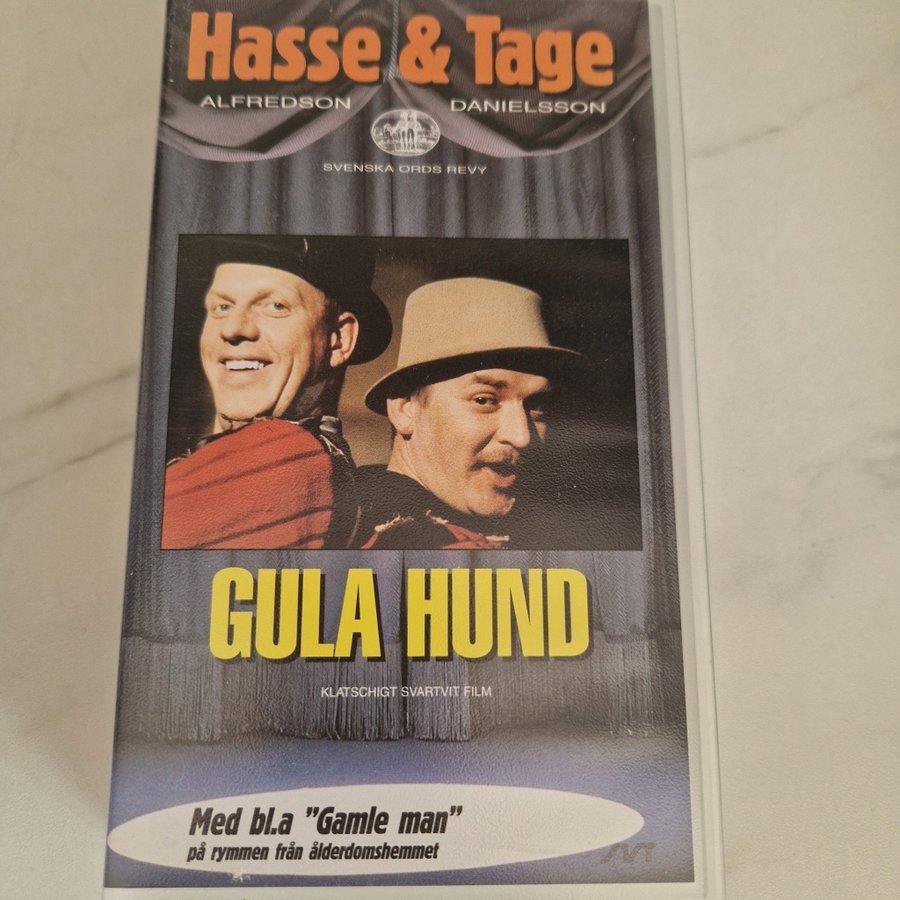 Hasse & Tage
ALFREDSON DANIELSSON
SVENSKA ORDS REVY
GULA HUND
KLATSCHIGT SVARTVIT FILM
Med bl.a "Gamle man"
på rymmen från ålderdomshemmet
SVT